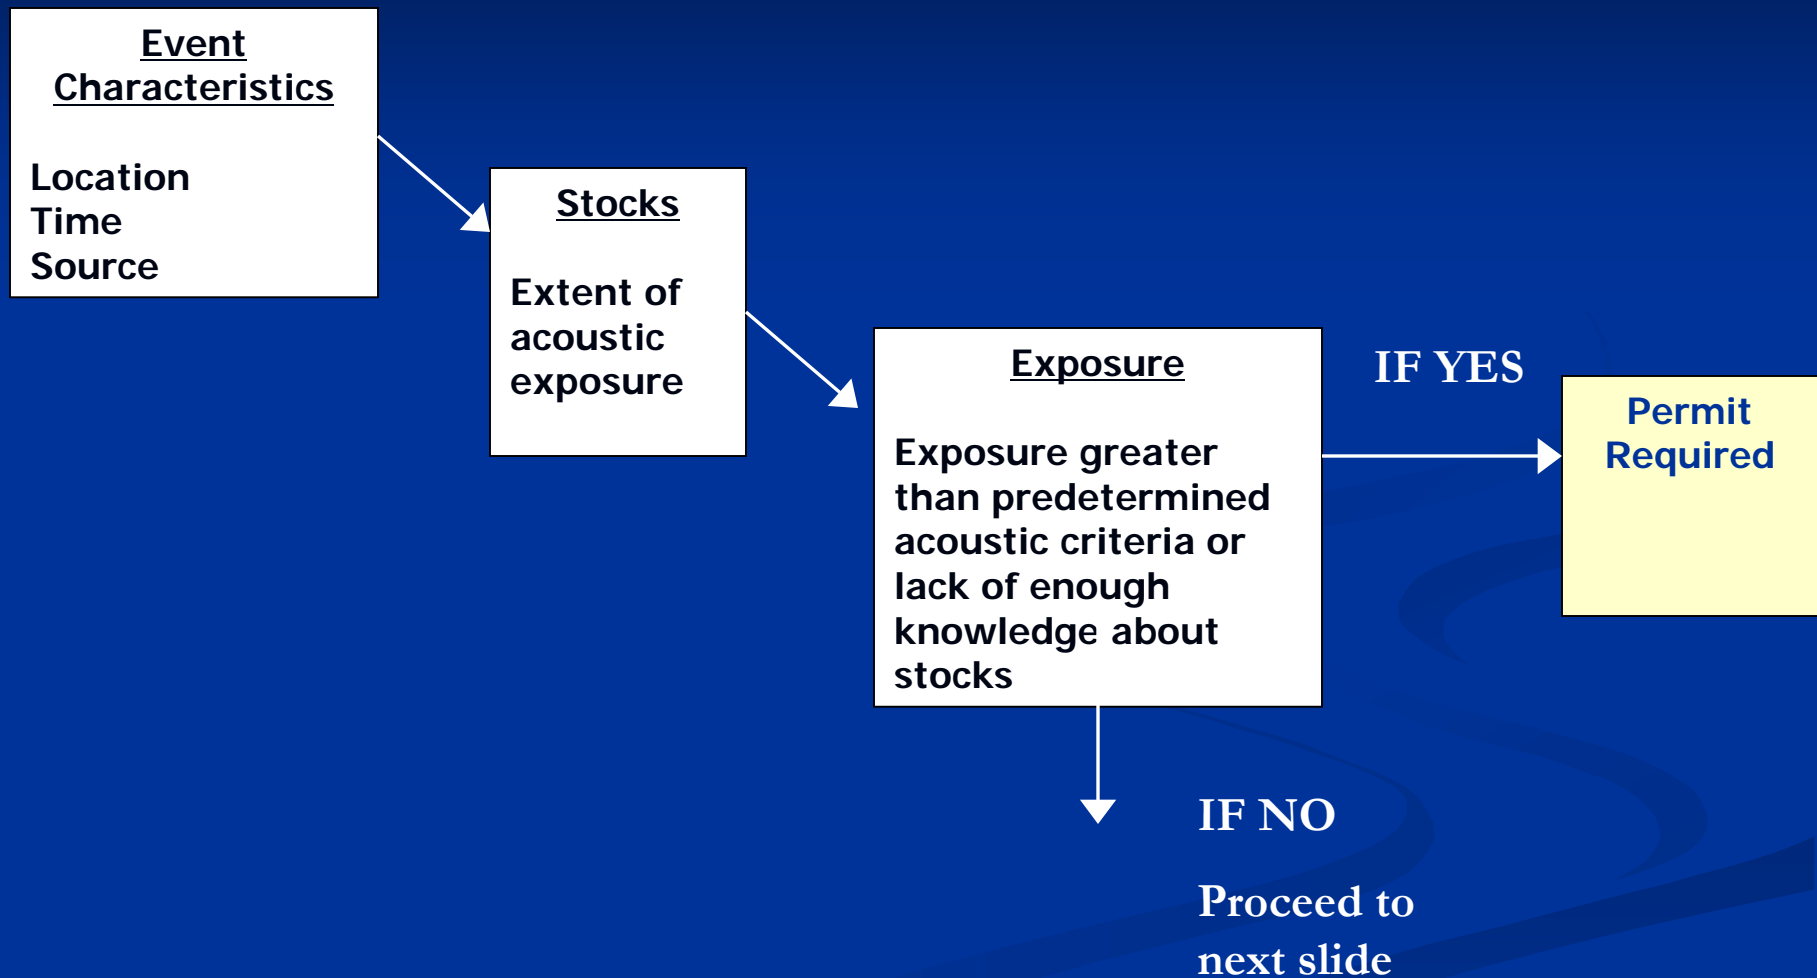 Event
Characteristics
Location
Time
Source
Stocks
Extent of
acoustic
exposure
Exposure
Exposure greater
than predetermined
acoustic criteria or
lack of enough
knowledge about
stocks
IF YES
Permit
Required
IF NO
Proceed to
next slide